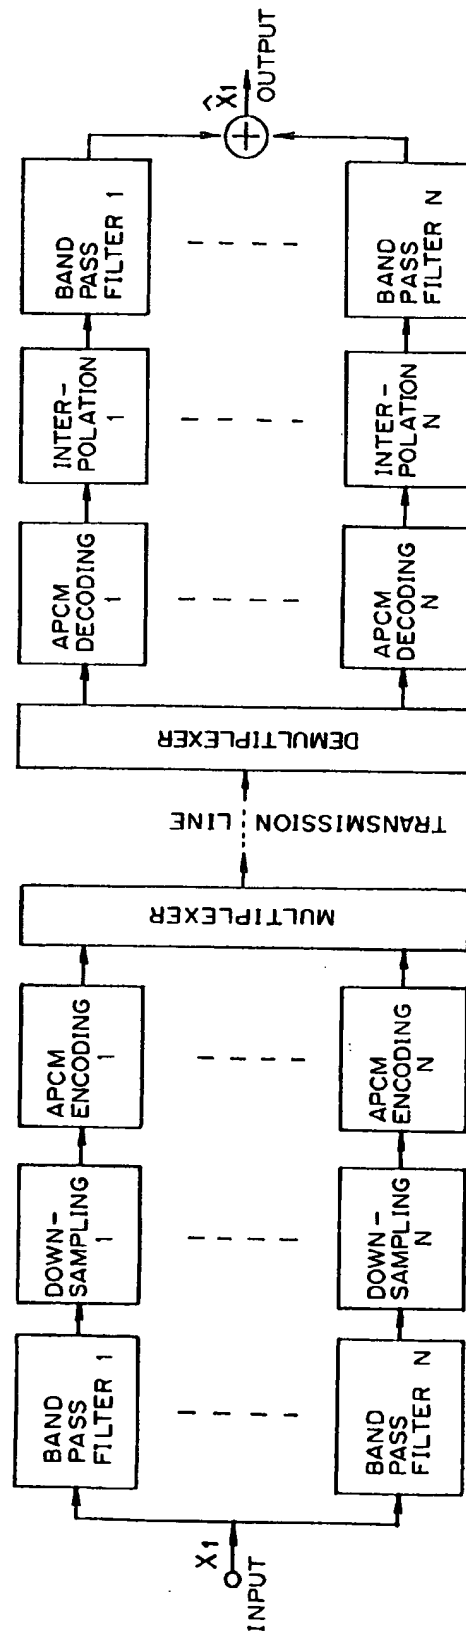 X1
INPUT
BAND
PASS
FILTER 1
DOWN-
SAMPLING
1
APCM
ENCODING
1
BAND
PASS
FILTER N
DOWN-
SAMPLING
N
APCM
ENCODING
N
MULTIPLEXER
TRANSMISSION LINE
DEMULTIPLEXER
APCM
DECODING
1
INTER-
POLATION
1
BAND
PASS
FILTER 1
APCM
DECODING
N
INTER-
POLATION
N
BAND
PASS
FILTER N
X̂1
OUTPUT